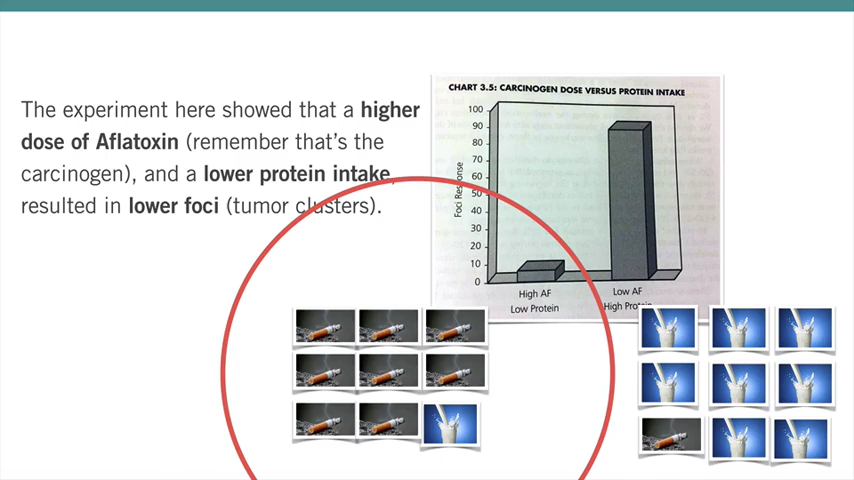 The experiment here showed that a higher
dose of Aflatoxin (remember that's the
carcinogen), and a lower protein intake,
resulted in lower foci (tumor clusters).
CHART 3.5: CARCINOGEN DOSE VERSUS PROTEIN INTAKE
Foci Response
100
90
80
70
60
50
40
30
20
10
0
High AF
Low Protein
Low AF
High Protein